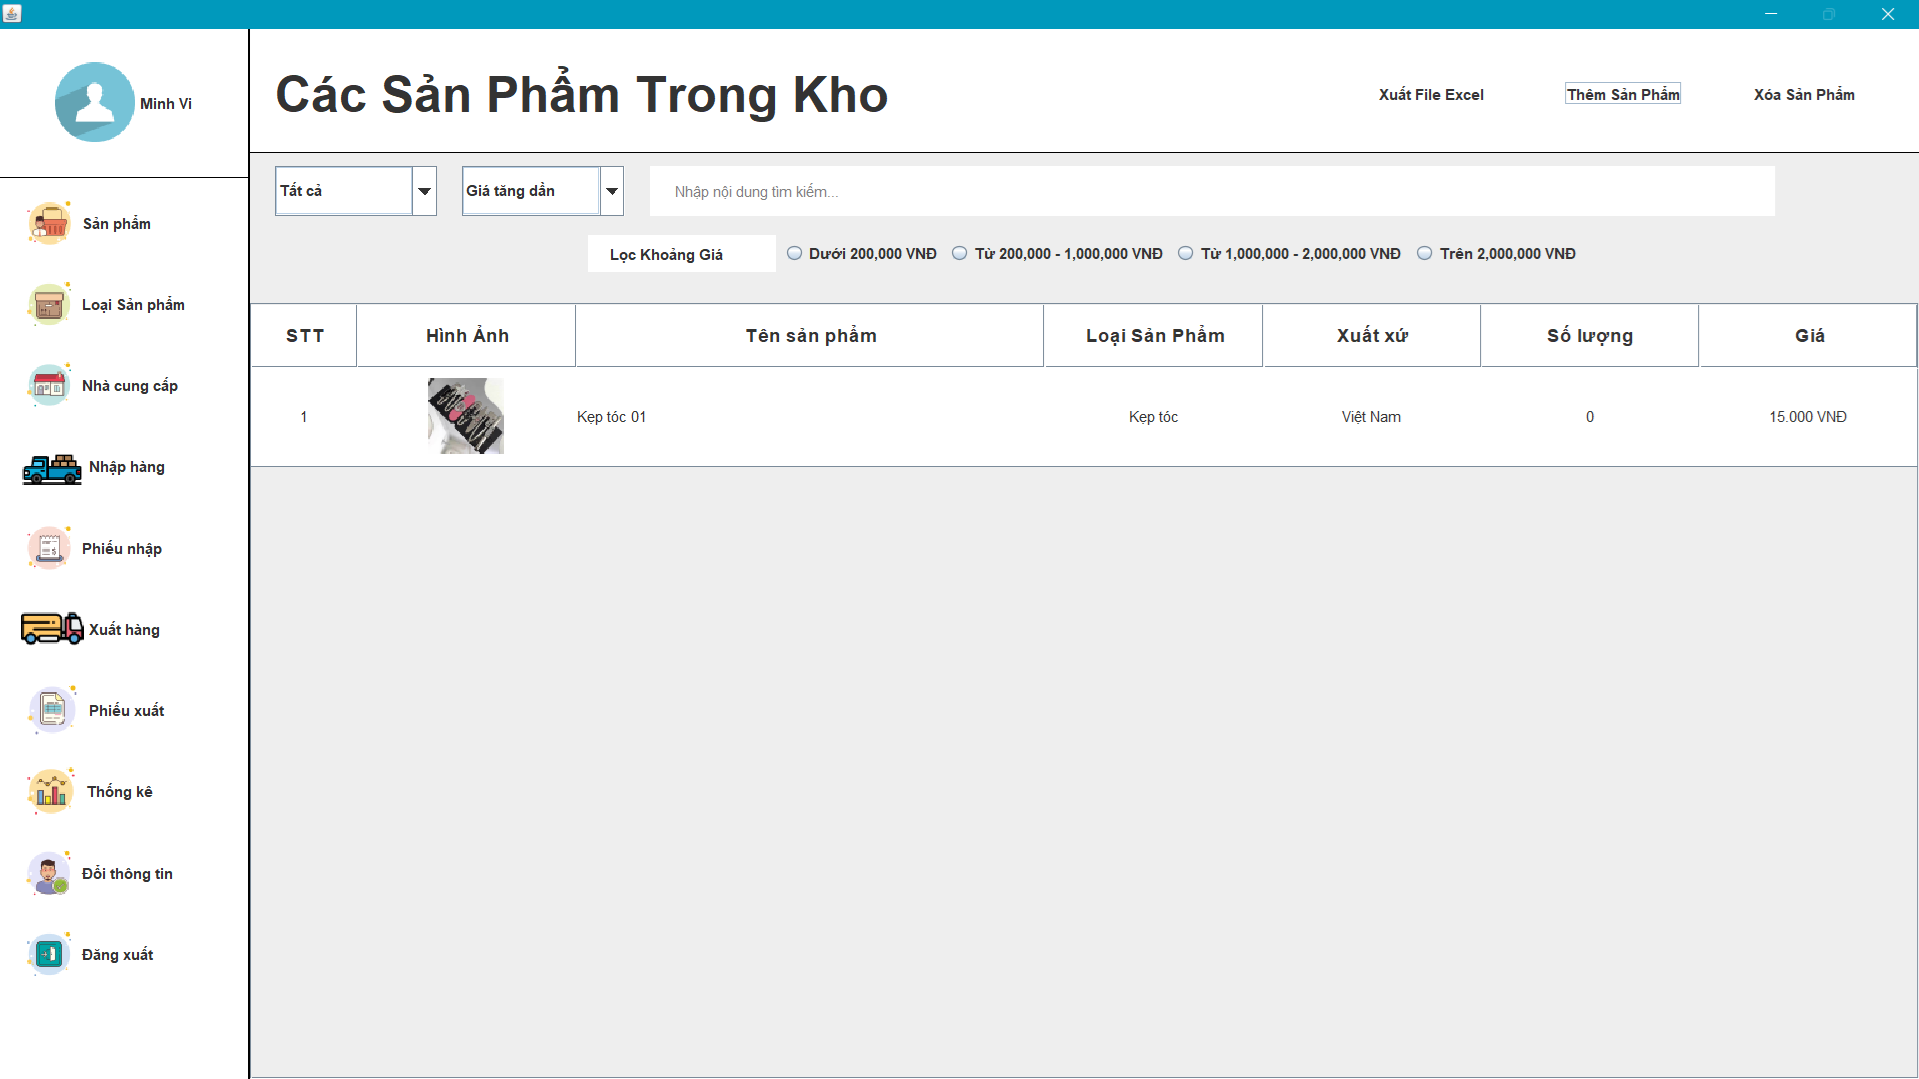 Minh Vi
Các Sản Phẩm Trong Kho
Xuất File Excel
Thêm Sản Phẩm
Xóa Sản Phẩm
Tất cả
Giá tăng dần
Nhập nội dung tìm kiếm...
Lọc Khoảng Giá
Dưới 200,000 VNĐ
Từ 200,000 - 1,000,000 VNĐ
Từ 1,000,000 - 2,000,000 VNĐ
Trên 2,000,000 VNĐ
Sản phẩm
Loại Sản phẩm
Nhà cung cấp
Nhập hàng
Phiếu nhập
Xuất hàng
Phiếu xuất
Thống kê
Đổi thông tin
Đăng xuất
STT Hình Ảnh Tên sản phẩm Loại Sản Phẩm Xuất xứ Số lượng Giá
1 Kẹp tóc 01 Kẹp tóc Việt Nam 0 15.000 VNĐ